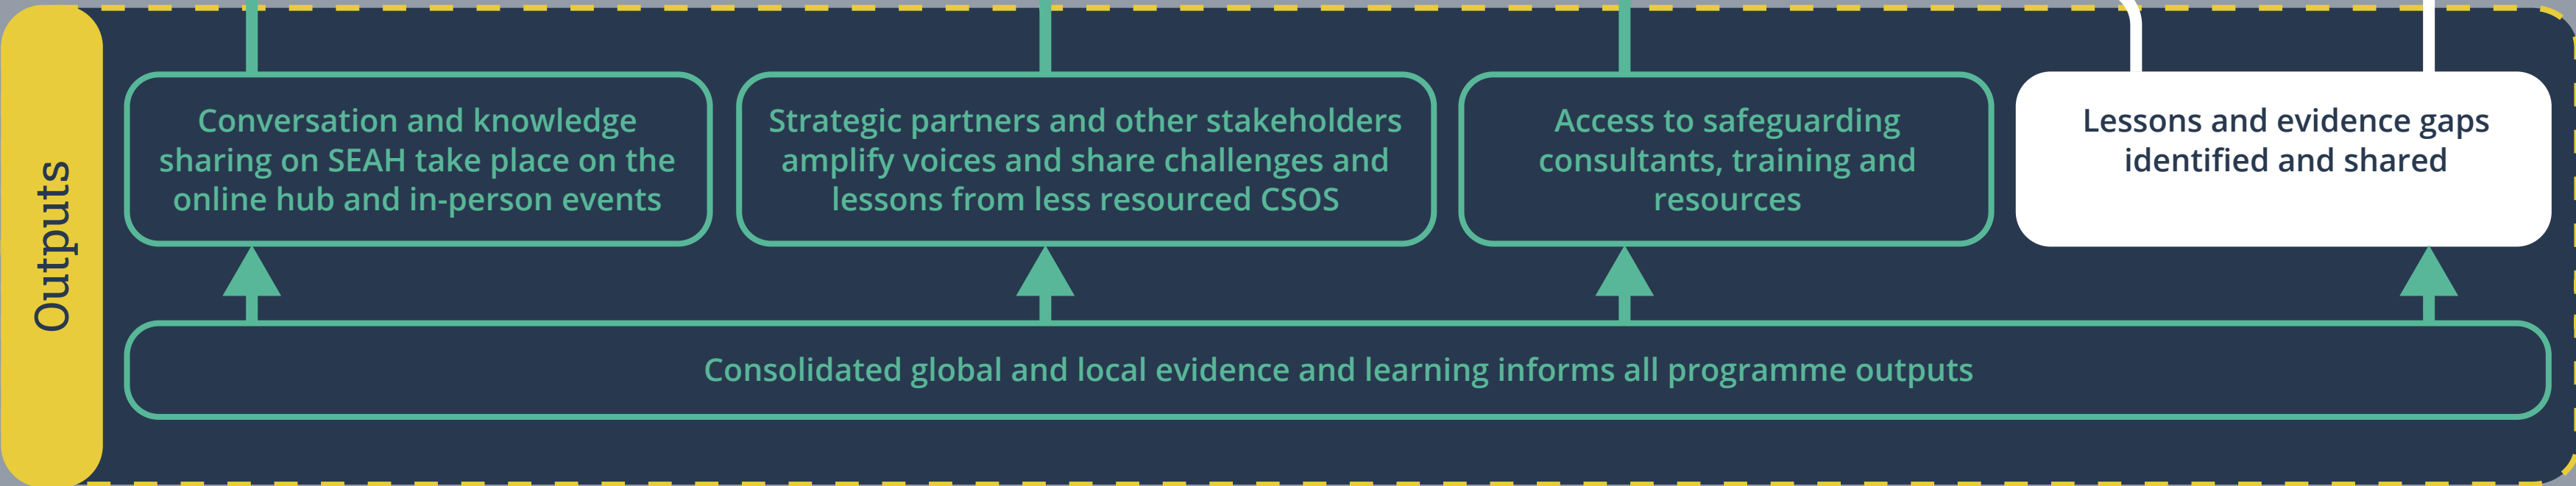 Outputs
Conversation and knowledge
sharing on SEAH take place on the
online hub and in-person events
Strategic partners and other stakeholders
amplify voices and share challenges and
lessons from less resourced CSOS
Access to safeguarding
consultants, training and
resources
Lessons and evidence gaps
identified and shared
Consolidated global and local evidence and learning informs all programme outputs